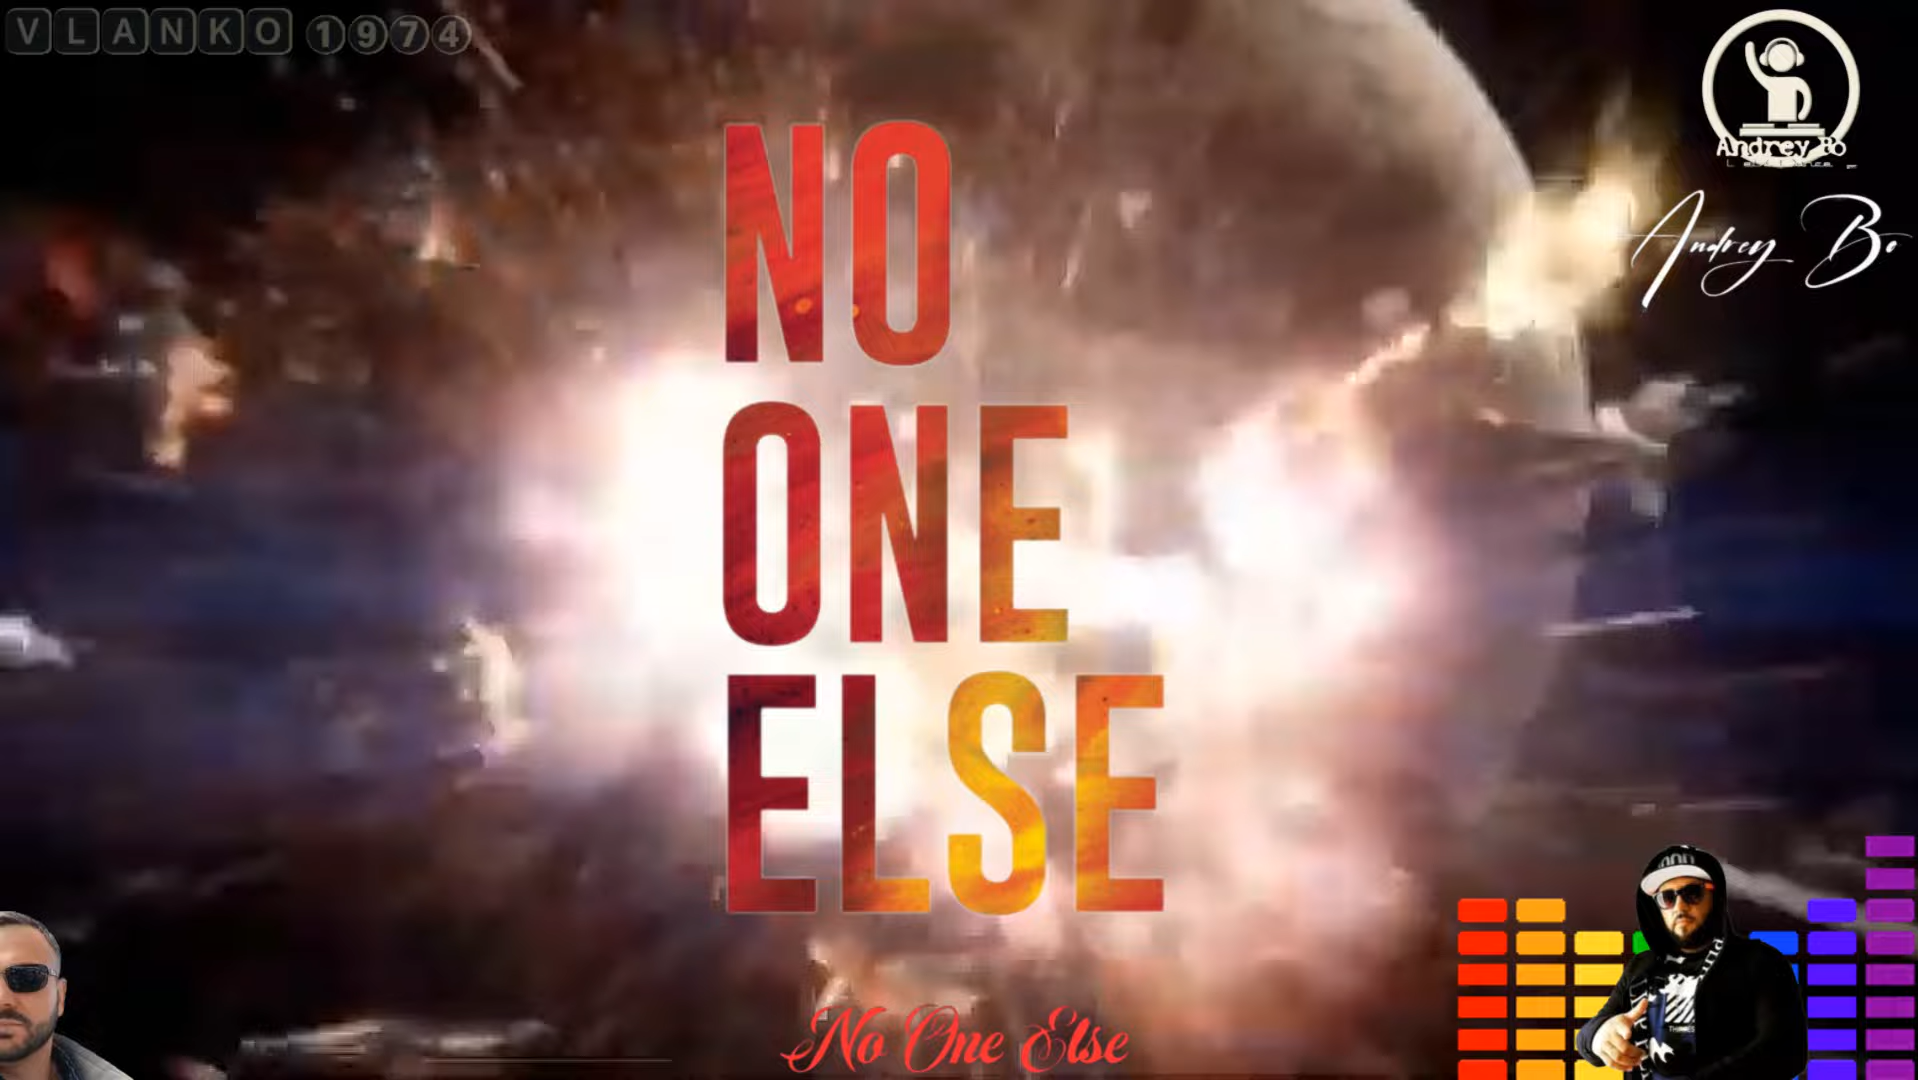 VLANKO 1974
Andrey Bo
Andrey Bo
NO
ONE
ELSE
No One Else